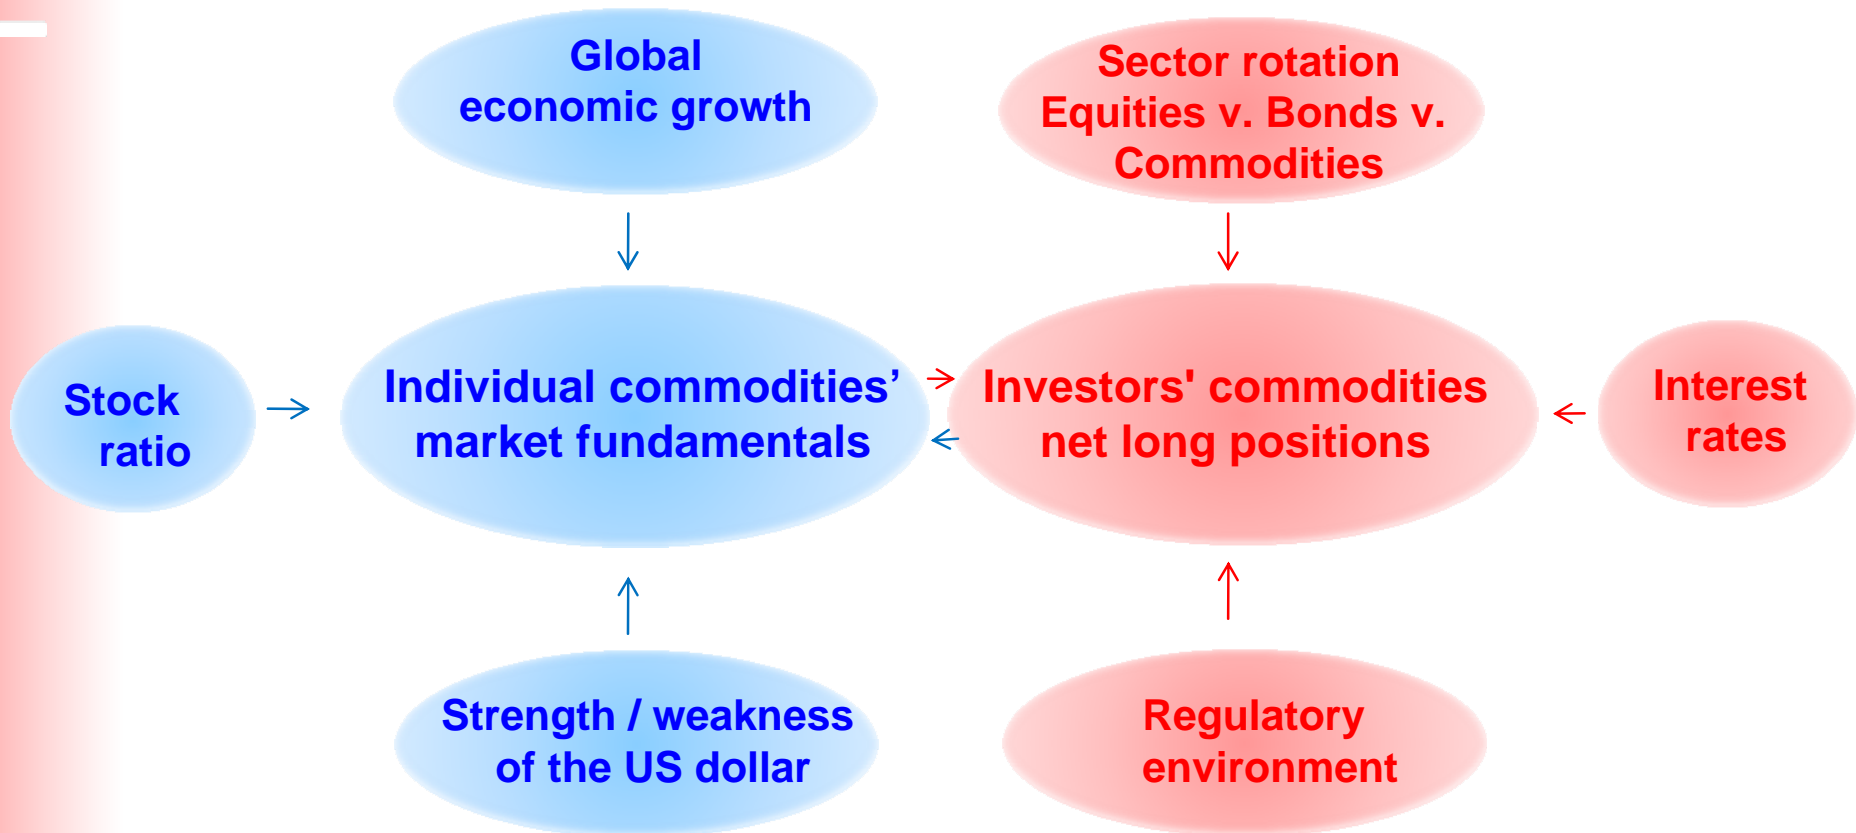 Global
economic growth
Sector rotation
Equities v. Bonds v.
Commodities
Stock
ratio
Individual commodities’
market fundamentals
Investors' commodities
net long positions
Interest
rates
Strength / weakness
of the US dollar
Regulatory
environment